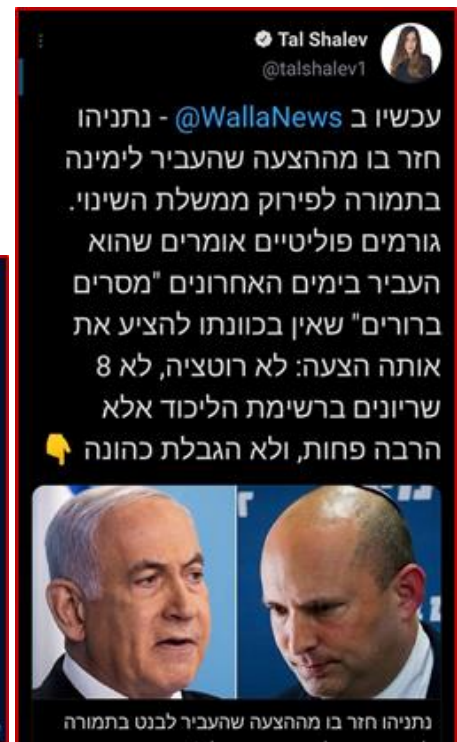 Tal Shalev
@talshalev1
עכשיו ב WallaNews@ - נתניהו
חזר בו מההצעה שהעביר לימינה
בתמורה לפירוק ממשלת השינוי.
גורמים פוליטיים אומרים שהוא
העביר בימים האחרונים "מסרים
ברורים" שאין בכוונתו להציע את
אותה הצעה: לא רוטציה, לא 8
שריונים ברשימת הליכוד אלא
הרבה פחות, ולא הגבלת כהונה 👇
נתניהו חזר בו מההצעה שהעביר לבנט בתמורה